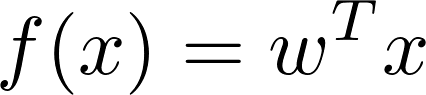 f(x) = w^T x